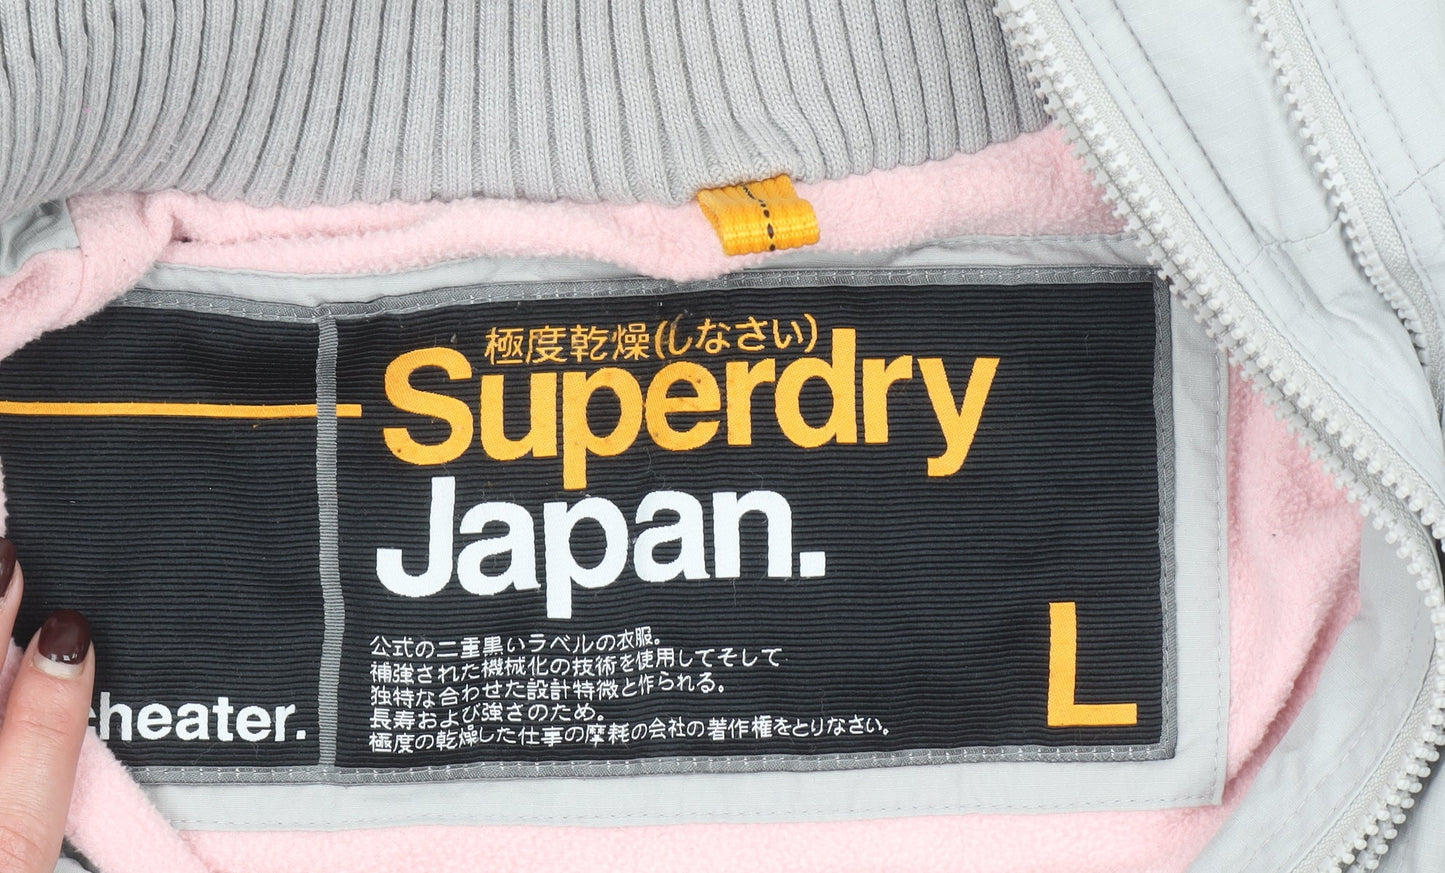 極度乾燥(しなさい)
Superdry
Japan.
公式の二重黒いラベルの衣服。
補強された機械化の技術を使用してそして
独特な合わせた設計特徴と作られる。
長寿および強さのため。
極度の乾燥した仕事の摩耗の会社の著作権をとりなさい。
L
cheater.